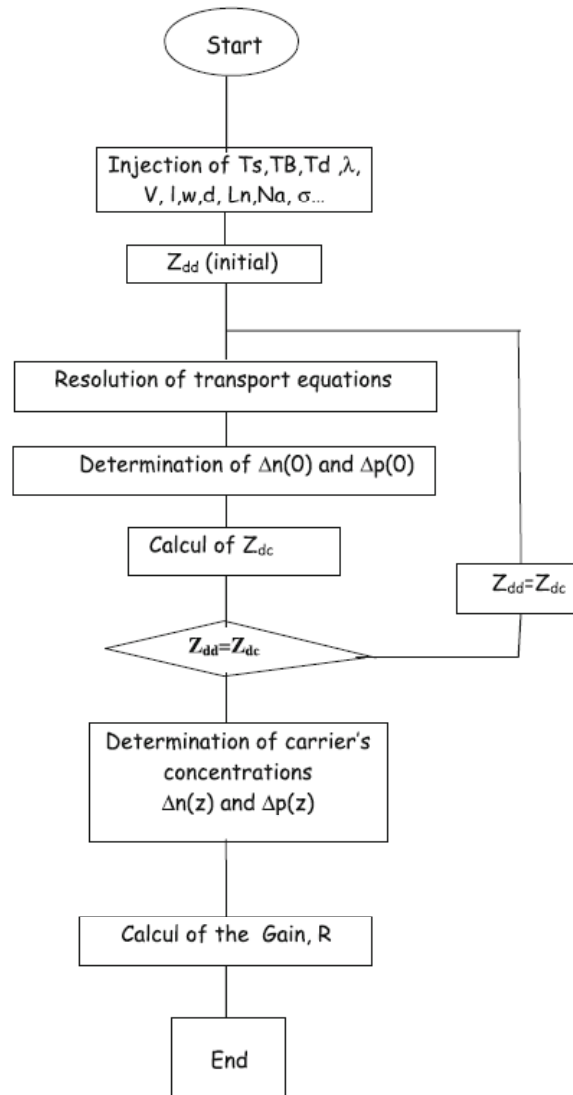 Start
Injection of Ts,TB,Td ,λ,
V, l,w,d, Ln,Na, σ...
Zdd (initial)
Resolution of transport equations
Determination of Δn(0) and Δp(0)
Calcul of Zdc
Zdd=Zdc
Zdd=Zdc
Determination of carrier's
concentrations
Δn(z) and Δp(z)
Calcul of the Gain, R
End